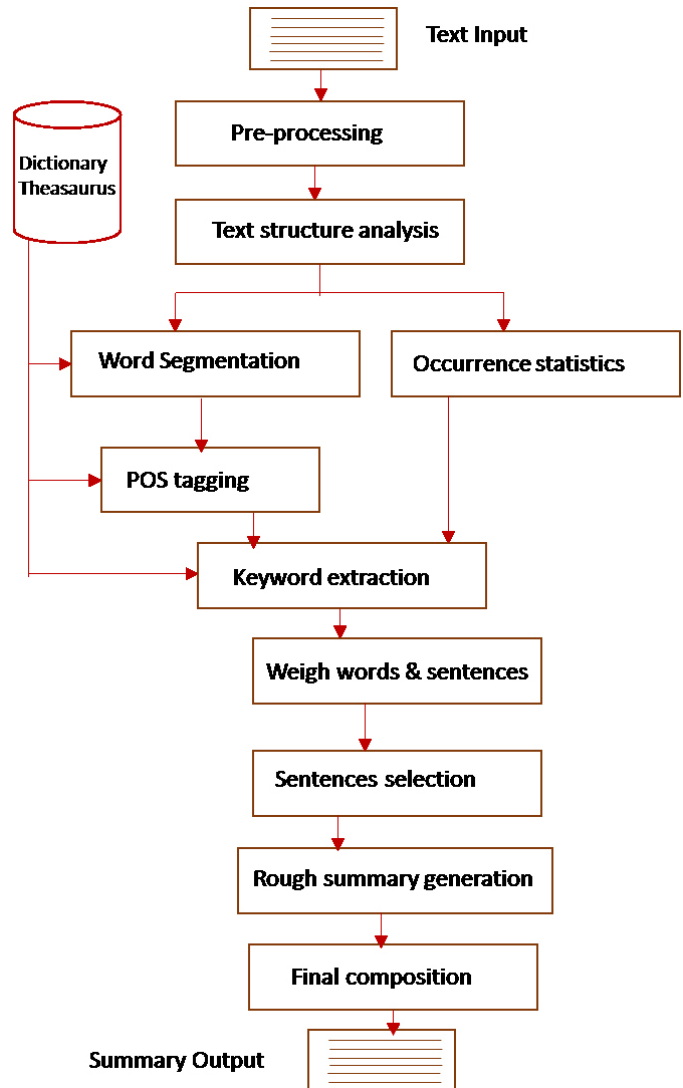 Text Input
Pre-processing
Dictionary
Theasaurus
Text structure analysis
Word Segmentation
Occurrence statistics
POS tagging
Keyword extraction
Weigh words & sentences
Sentences selection
Rough summary generation
Final composition
Summary Output